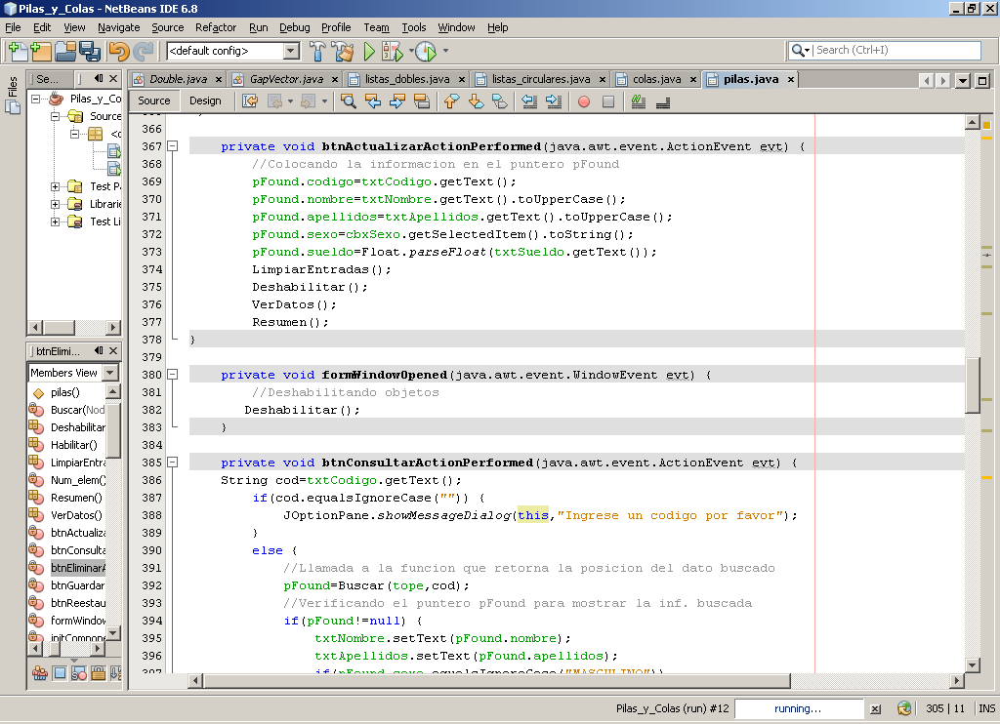 Pilas_y_Colas - NetBeans IDE 6.8
File Edit View Navigate Source Refactor Run Debug Profile Team Tools Window Help
<default config> Search (Ctrl+I)
Files
Se...
Double.java GapVector.java listas_dobles.java listas_circulares.java colas.java pilas.java
Source Design
Pilas_y_Co
Source
<d
Test Pa
Librarie
Test Li
366
367 private void btnActualizarActionPerformed(java.awt.event.ActionEvent evt) {
368 //Colocando la informacion en el puntero pFound
369 pFound.codigo=txtCodigo.getText();
370 pFound.nombre=txtNombre.getText().toUpperCase();
371 pFound.apellidos=txtApellidos.getText().toUpperCase();
372 pFound.sexo=cbxSexo.getSelectedItem().toString();
373 pFound.sueldo=Float.parseFloat(txtSueldo.getText());
374 LimpiarEntradas();
375 Deshabilitar();
376 VerDatos();
377 Resumen();
378 }
379
380 private void formWindowOpened(java.awt.event.WindowEvent evt) {
381 //Deshabilitando objetos
382 Deshabilitar();
383 }
384
385 private void btnConsultarActionPerformed(java.awt.event.ActionEvent evt) {
386 String cod=txtCodigo.getText();
387 if(cod.equalsIgnoreCase("")) {
388 JOptionPane.showMessageDialog(this,"Ingrese un codigo por favor");
389 }
390 else {
391 //Llamada a la funcion que retorna la posicion del dato buscado
392 pFound=Buscar(tope,cod);
393 //Verificando el puntero pFound para mostrar la inf. buscada
394 if(pFound!=null) {
395 txtNombre.setText(pFound.nombre);
396 txtApellidos.setText(pFound.apellidos);
397 if(pFound.sexo.equalsIgnoreCase("MASCULINO"))
btnElimi...
Members View
pilas()
Buscar(Nod
Deshabilitar
Habilitar()
LimpiarEntra
Num_elem()
Resumen()
VerDatos()
btnActualiza
btnConsulta
btnEliminarA
btnGuardar
btnReestau
formWindow
initCompone
Pilas_y_Colas (run) #12 running... 305 | 11 INS